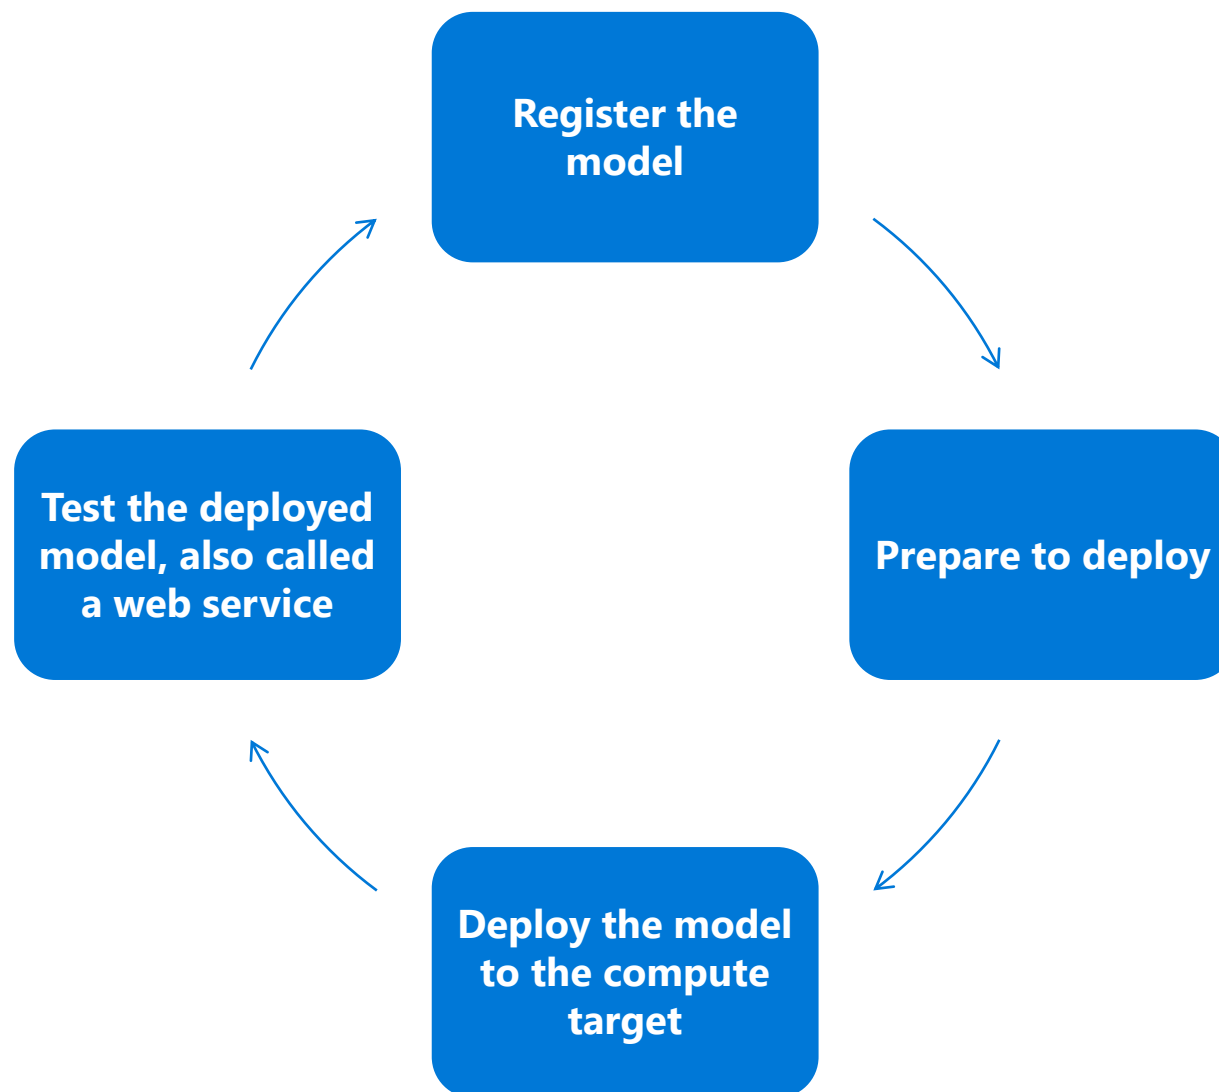 Register the
model
Prepare to deploy
Deploy the model
to the compute
target
Test the deployed
model, also called
a web service